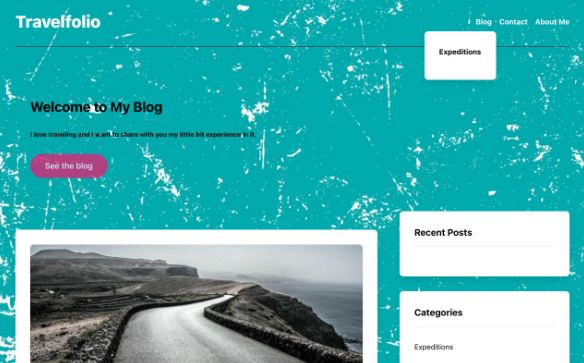 Travelfolio
Blog Contact About Me
Expeditions
Welcome to My Blog
I love traveling and I want to share with you my little bit experience in it.
See the blog
Recent Posts
Categories
Expeditions